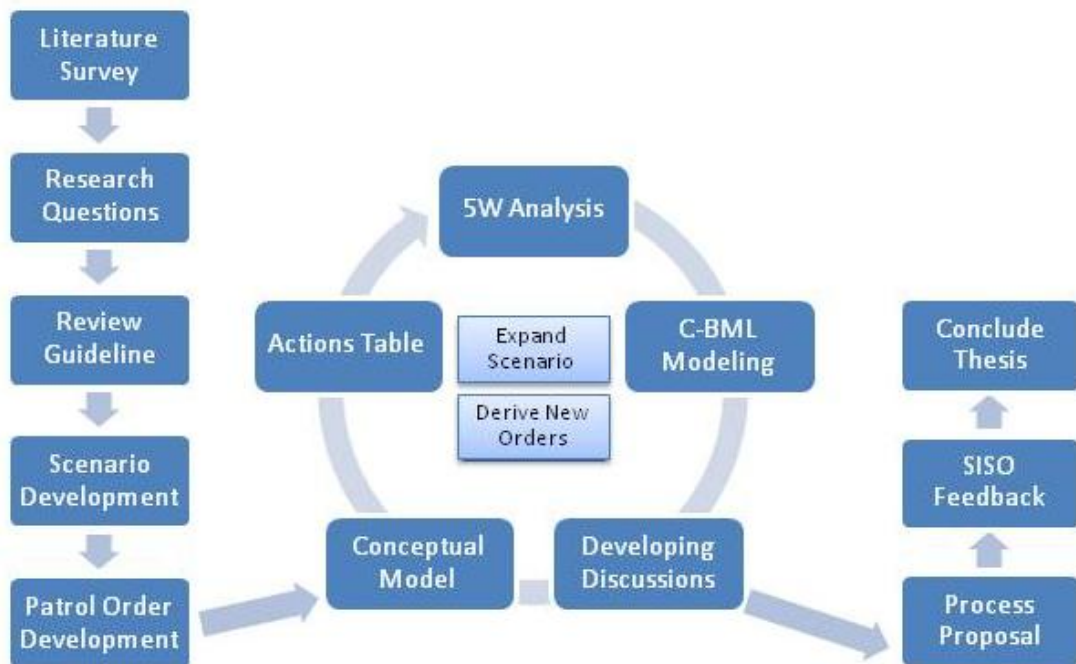 Literature
Survey
Research
Questions
Review
Guideline
Scenario
Development
Patrol Order
Development
Conceptual
Model
Actions Table
5W Analysis
C-BML
Modeling
Developing
Discussions
Expand
Scenario
Derive New
Orders
Process
Proposal
SISO
Feedback
Conclude
Thesis